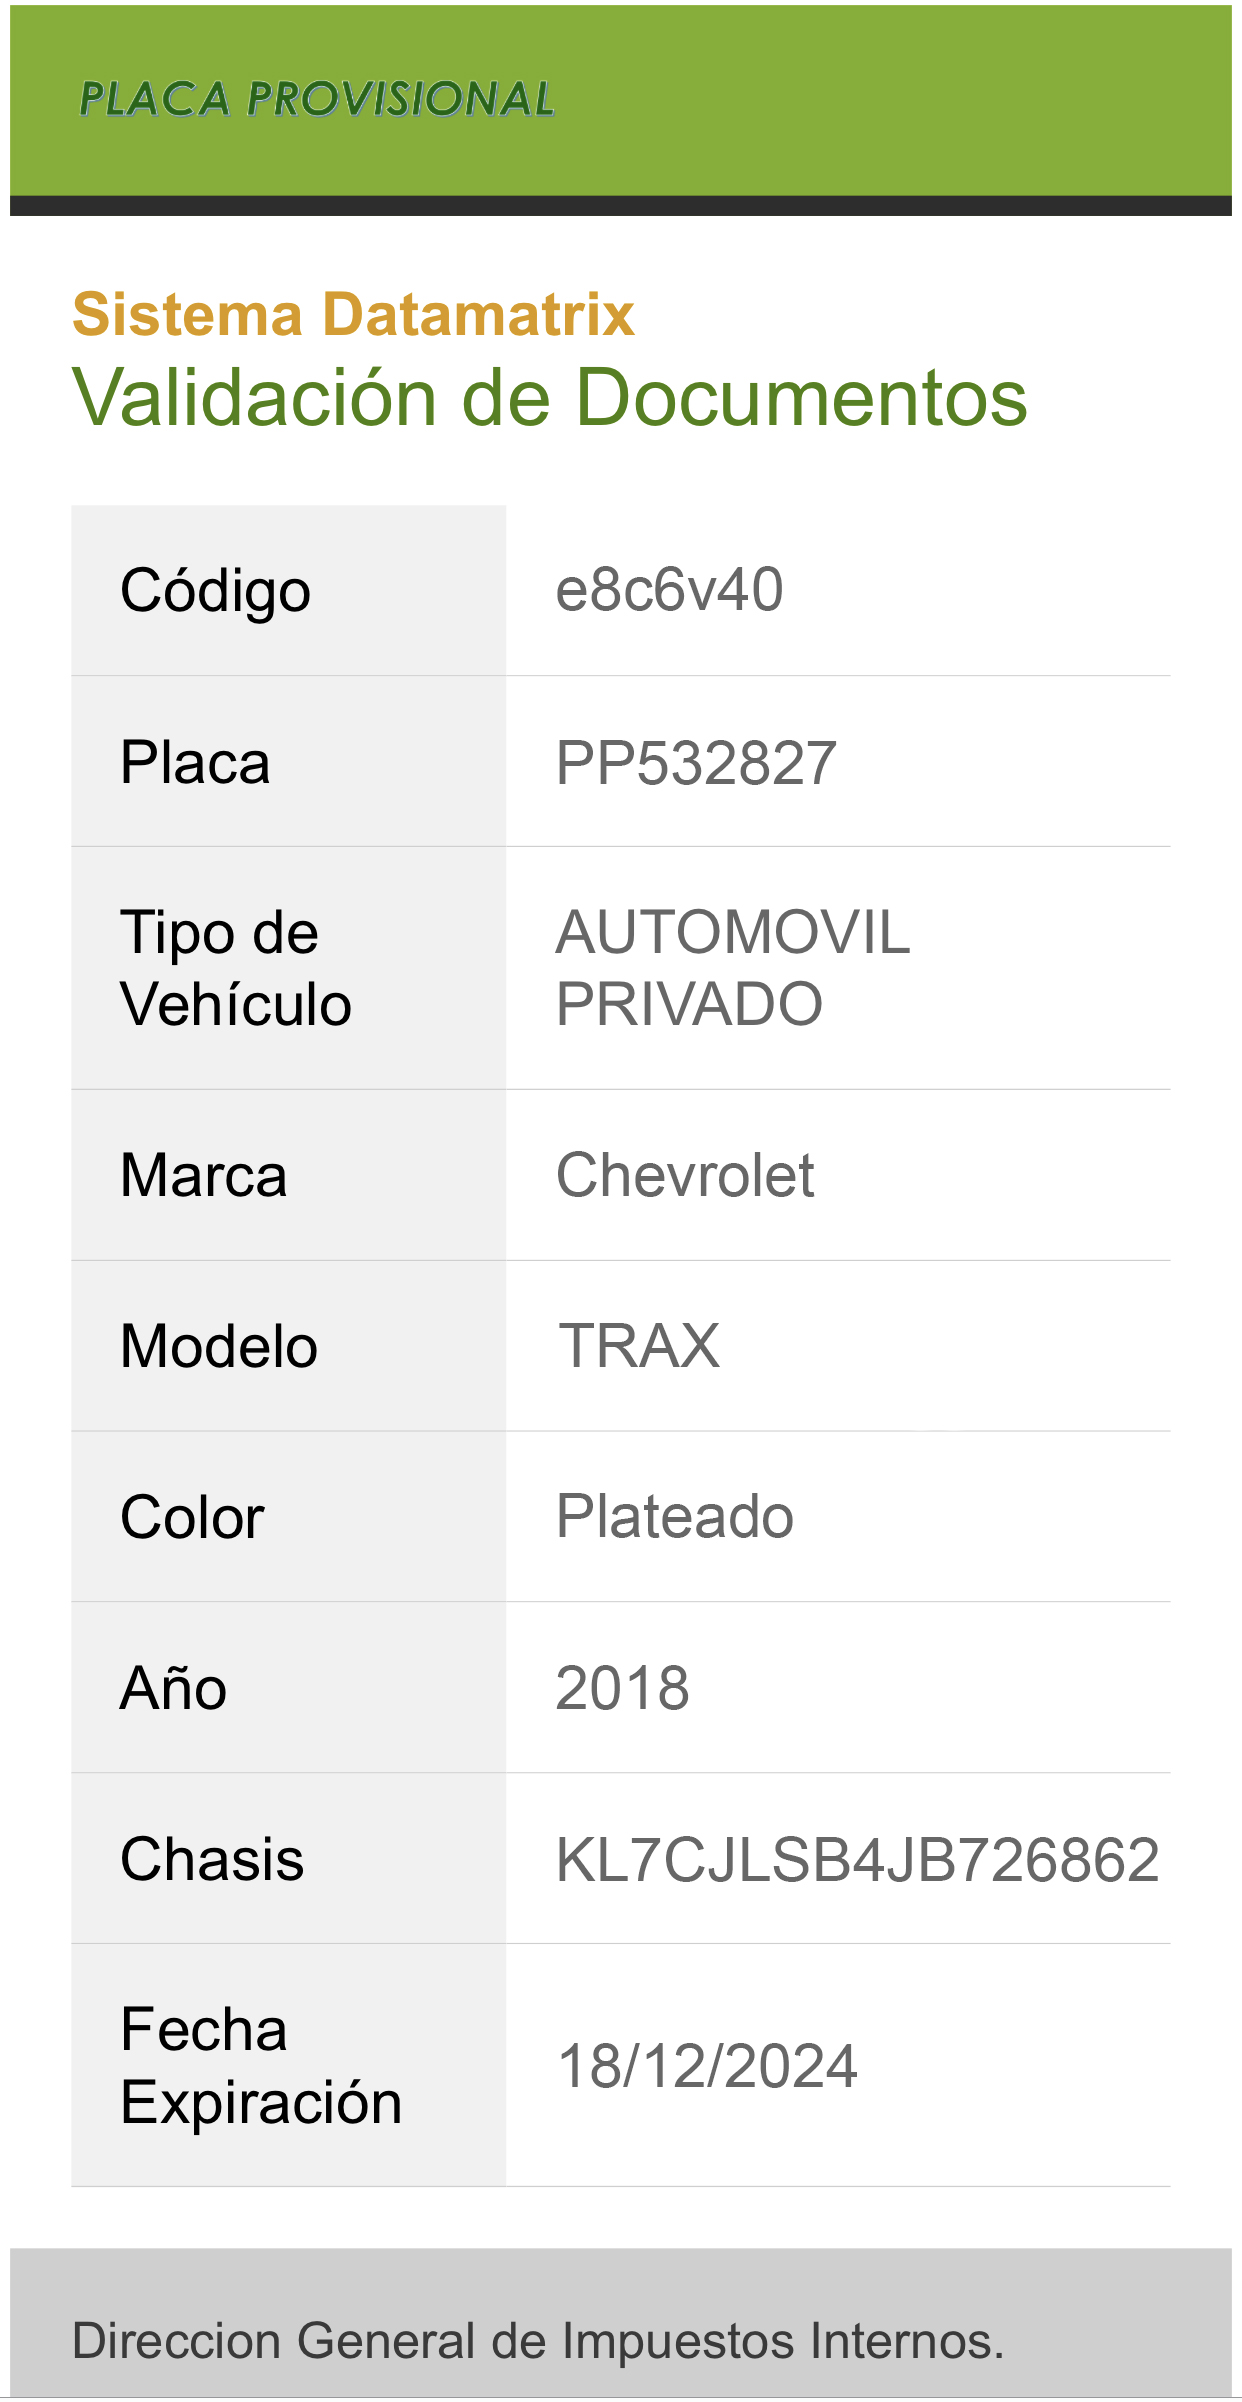 PLACA PROVISIONAL
Sistema Datamatrix
Validación de Documentos
Código e8c6v40
Placa PP532827
Tipo de Vehículo AUTOMOVIL PRIVADO
Marca Chevrolet
Modelo TRAX
Color Plateado
Año 2018
Chasis KL7CJLSB4JB726862
Fecha Expiración 18/12/2024
Direccion General de Impuestos Internos.